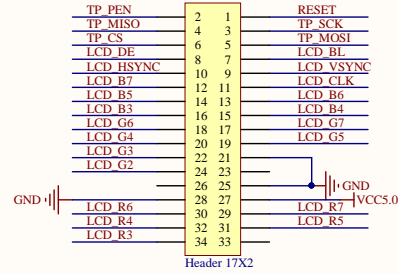 TP_PEN 2 1 RESET
TP_MISO 4 3 TP_SCK
TP_CS 6 5 TP_MOSI
LCD_DE 8 7 LCD_BL
LCD_HSYNC 10 9 LCD_VSYNC
LCD_B7 12 11 LCD_CLK
LCD_B5 14 13 LCD_B6
LCD_B3 16 15 LCD_B4
LCD_G6 18 17 LCD_G7
LCD_G4 20 19 LCD_G5
LCD_G3 22 21
LCD_G2 24 23
26 25 GND
GND 28 27 VCC5.0
LCD_R6 30 29 LCD_R7
LCD_R4 32 31 LCD_R5
LCD_R3 34 33
Header 17X2